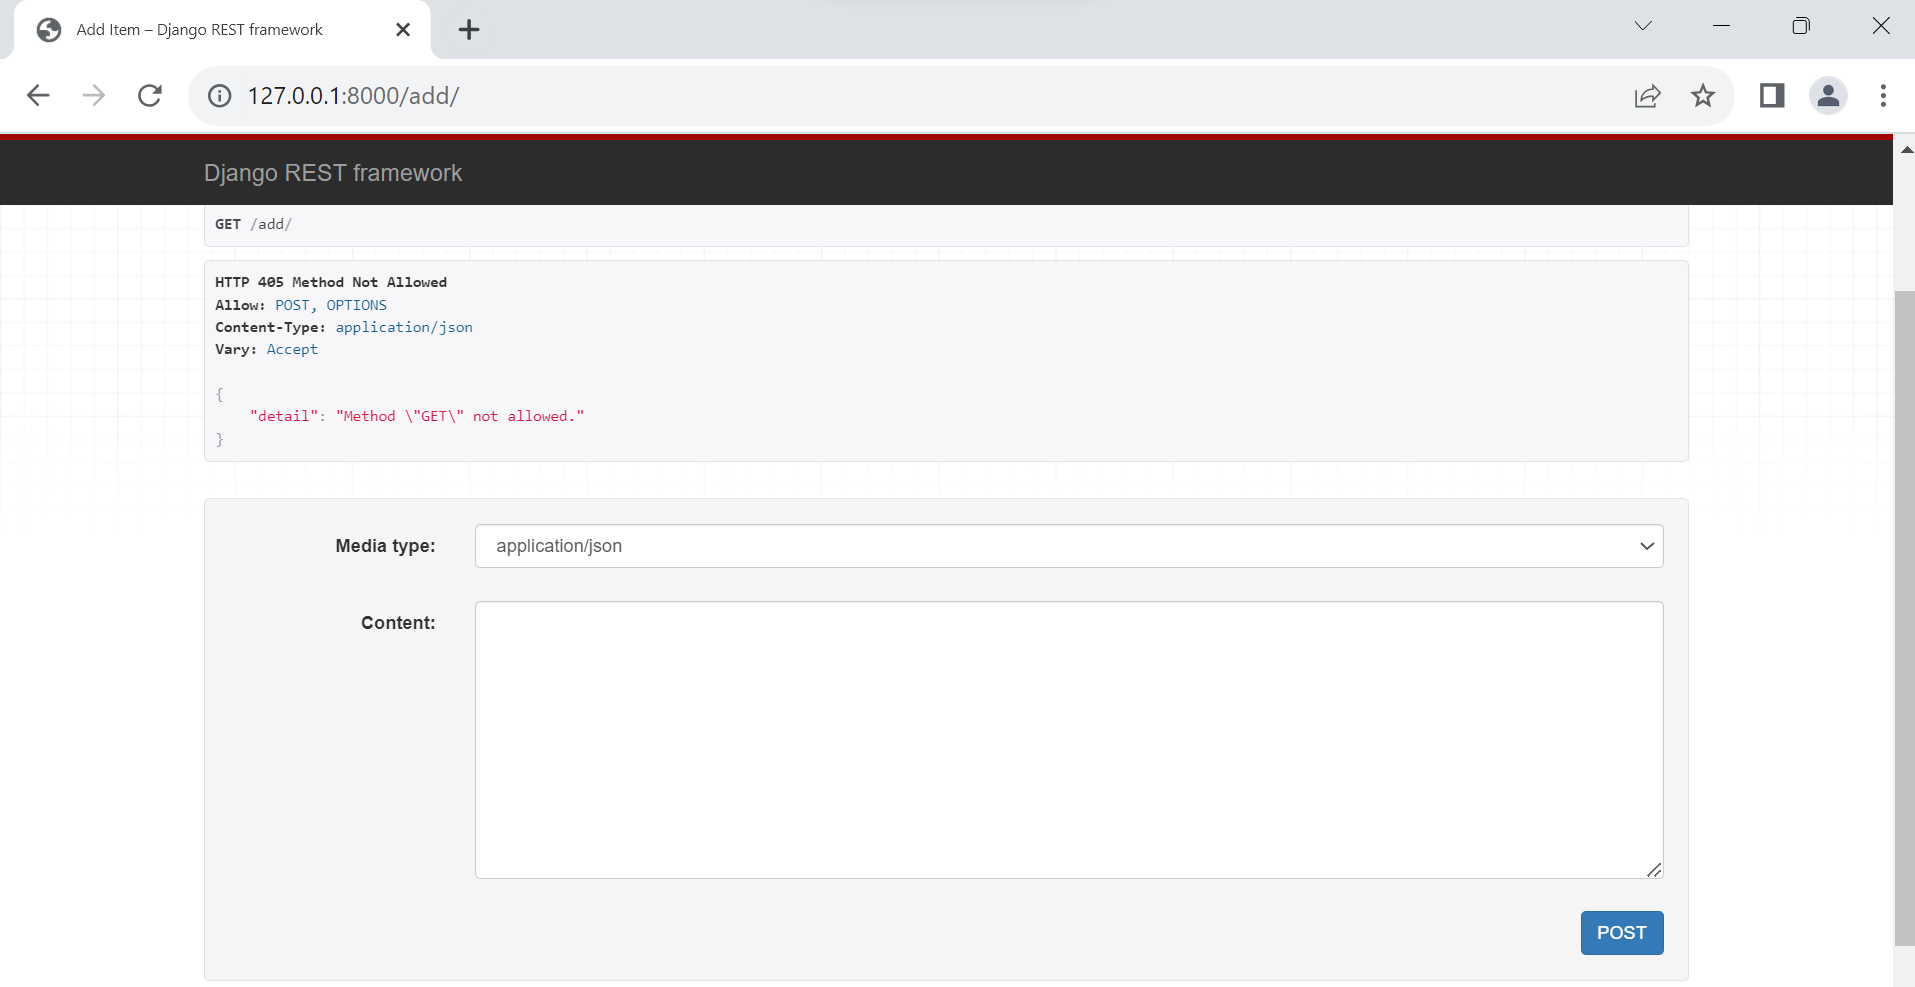 Add Item – Django REST framework
127.0.0.1:8000/add/
Django REST framework
GET /add/
HTTP 405 Method Not Allowed
Allow: POST, OPTIONS
Content-Type: application/json
Vary: Accept
{
    "detail": "Method \"GET\" not allowed."
}
Media type: application/json
Content:
POST